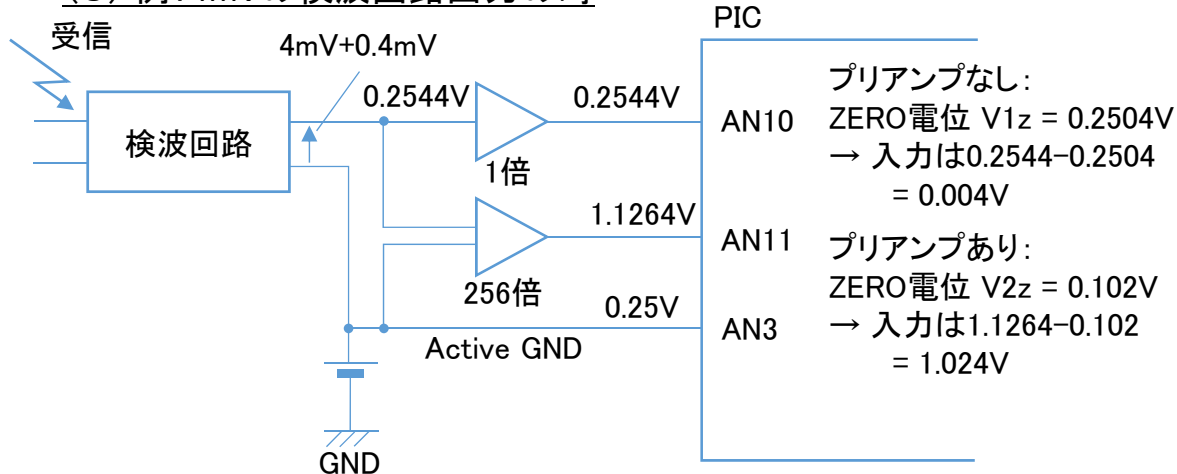 受信
4mV+0.4mV
検波回路
0.2544V
1倍
0.2544V
256倍
1.1264V
0.25V
Active GND
GND
PIC
AN10
プリアンプなし:
ZERO電位 V1z = 0.2504V
→ 入力は0.2544-0.2504
= 0.004V
AN11
プリアンプあり:
ZERO電位 V2z = 0.102V
→ 入力は1.1264-0.102
= 1.024V
AN3